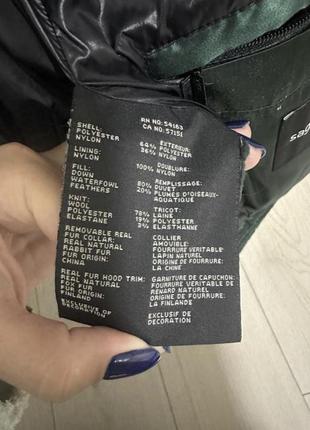 RN NO: 54163
CA NO. 57151
SHELL:
POLYESTER
NYLON
64%
36%
EXTERIEUR:
POLYESTER
NYLON
LINING:
NYLON
100%
DOUBLURE:
NYLON
FILL:
DOWN
WATERFOWL
FEATHERS
80%
20%
REMPLISSAGE:
DUVET
PLUMES D'OISEAUX-
AQUATIQUE
KNIT:
WOOL
POLYESTER
ELASTANE
78%
19%
3%
TRICOT:
LAINE
POLYESTER
ELASTHANNE
REMOVABLE REAL
FUR COLLAR:
REAL NATURAL
RABBIT FUR
FUR ORIGIN:
CHINA
COLLIER
AMOUIBLE:
FOURRURE VERITABLE
LAPIN NATUREL
ORIGINE DE FOURRURE:
LA CHINE
REAL FUR HOOD TRIM:
REAL NATURAL
FOX FUR
FUR ORIGIN:
FINLAND
GARNITURE DE CAPUCHON:
FOURRURE VERITABLE DE
RENARD NATUREL
ORIGINE DE FOURRURE:
LA FINLANDE
EXCLUSIVE OF
DECORATION
EXCLUSIF DE
DECORATION